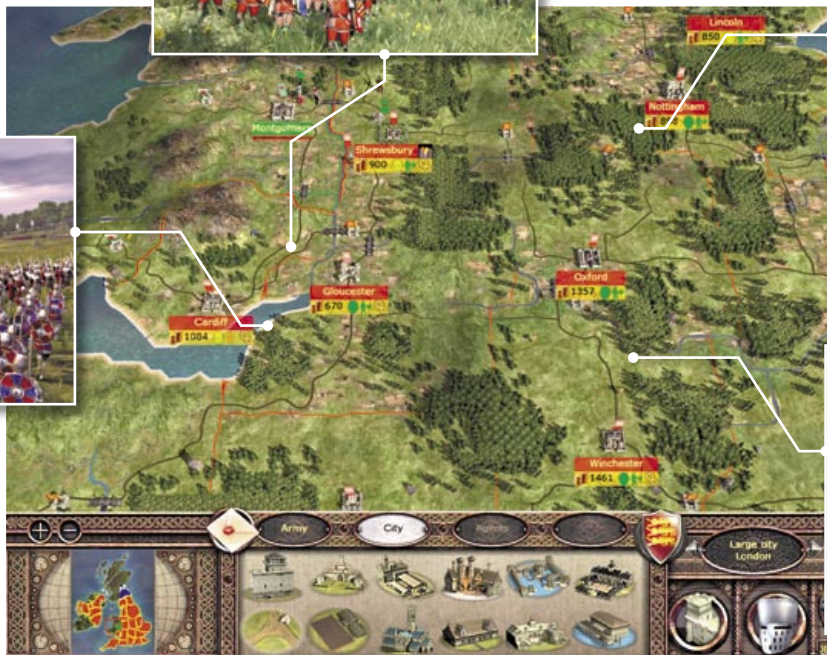 Lincoln
850
Nottingham
Montgomery
Shrewsbury
900
Oxford
1357
Gloucester
670
Cardiff
1084
Winchester
1461
Army
City
Agents
Large city
London